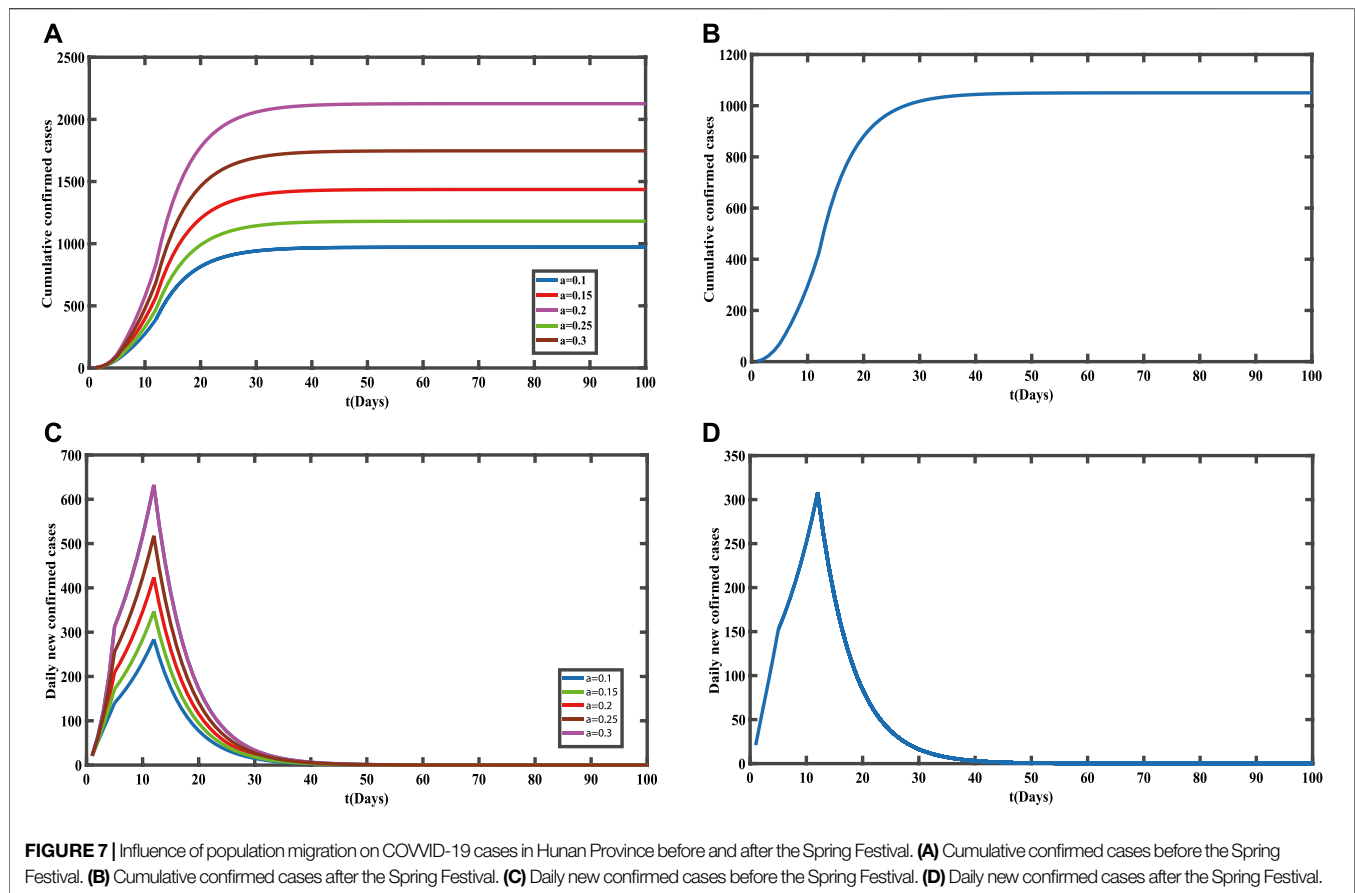 A
2500
2000
1500
1000
500
0
Cumulative confirmed cases
a=0.1
a=0.15
a=0.2
a=0.25
a=0.3
0 10 20 30 40 50 60 70 80 90 100
t(Days)
B
1200
1000
800
600
400
200
0
Cumulative confirmed cases
0 10 20 30 40 50 60 70 80 90 100
t(Days)
C
700
600
500
400
300
200
100
0
Daily new confirmed cases
a=0.1
a=0.15
a=0.2
a=0.25
a=0.3
0 10 20 30 40 50 60 70 80 90 100
t(Days)
D
350
300
250
200
150
100
50
0
Daily new cofirmed cases
0 10 20 30 40 50 60 70 80 90 100
t(Days)
FIGURE 7 | Influence of population migration on COVVID-19 cases in Hunan Province before and after the Spring Festival. (A) Cumulative confirmed cases before the Spring
Festival. (B) Cumulative confirmed cases after the Spring Festival. (C) Daily new confirmed cases before the Spring Festival. (D) Daily new confirmed cases after the Spring Festival.